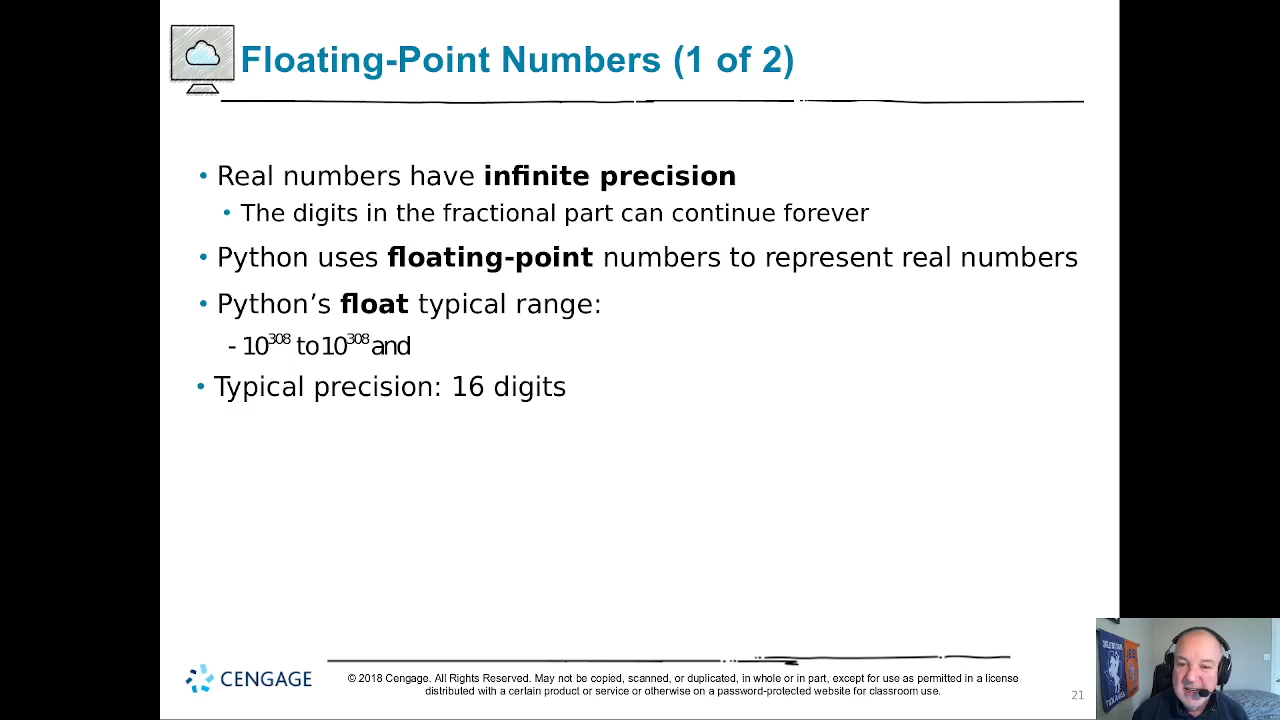 Floating-Point Numbers (1 of 2)
• Real numbers have infinite precision
• The digits in the fractional part can continue forever
• Python uses floating-point numbers to represent real numbers
• Python’s float typical range:
- 10³⁰⁸ to 10³⁰⁸ and
• Typical precision: 16 digits
CENGAGE
© 2018 Cengage. All Rights Reserved. May not be copied, scanned, or duplicated, in whole or in part, except for use as permitted in a license
distributed with a certain product or service or otherwise on a password-protected website for classroom use.
21